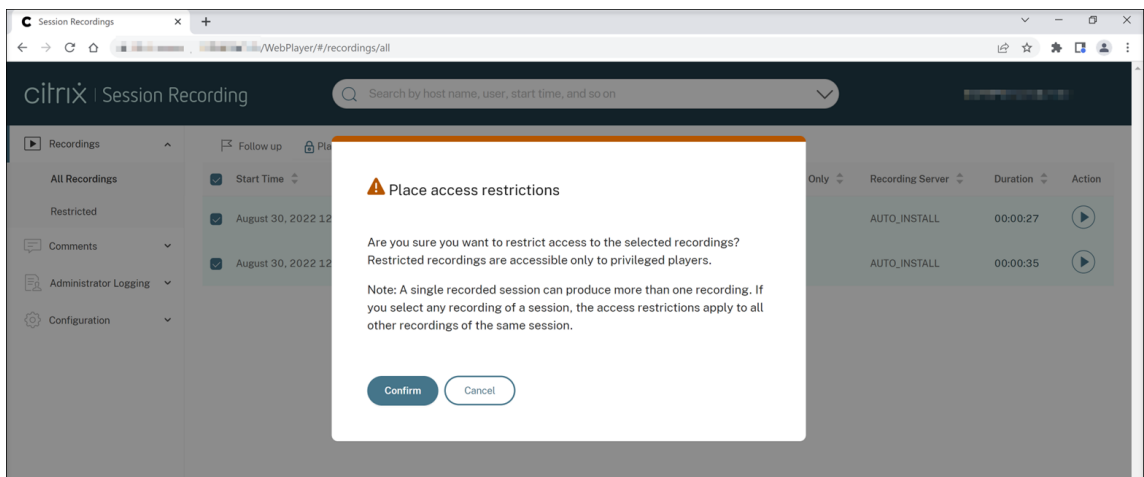 Session Recordings
/WebPlayer/#/recordings/all
citrix | Session Recording
Search by host name, user, start time, and so on
Recordings
All Recordings
Restricted
Comments
Administrator Logging
Configuration
Follow up
Start Time Only Recording Server Duration Action
August 30, 2022 12 AUTO_INSTALL 00:00:27
August 30, 2022 12 AUTO_INSTALL 00:00:35
Place access restrictions
Are you sure you want to restrict access to the selected recordings?
Restricted recordings are accessible only to privileged players.
Note: A single recorded session can produce more than one recording. If
you select any recording of a session, the access restrictions apply to all
other recordings of the same session.
Confirm Cancel